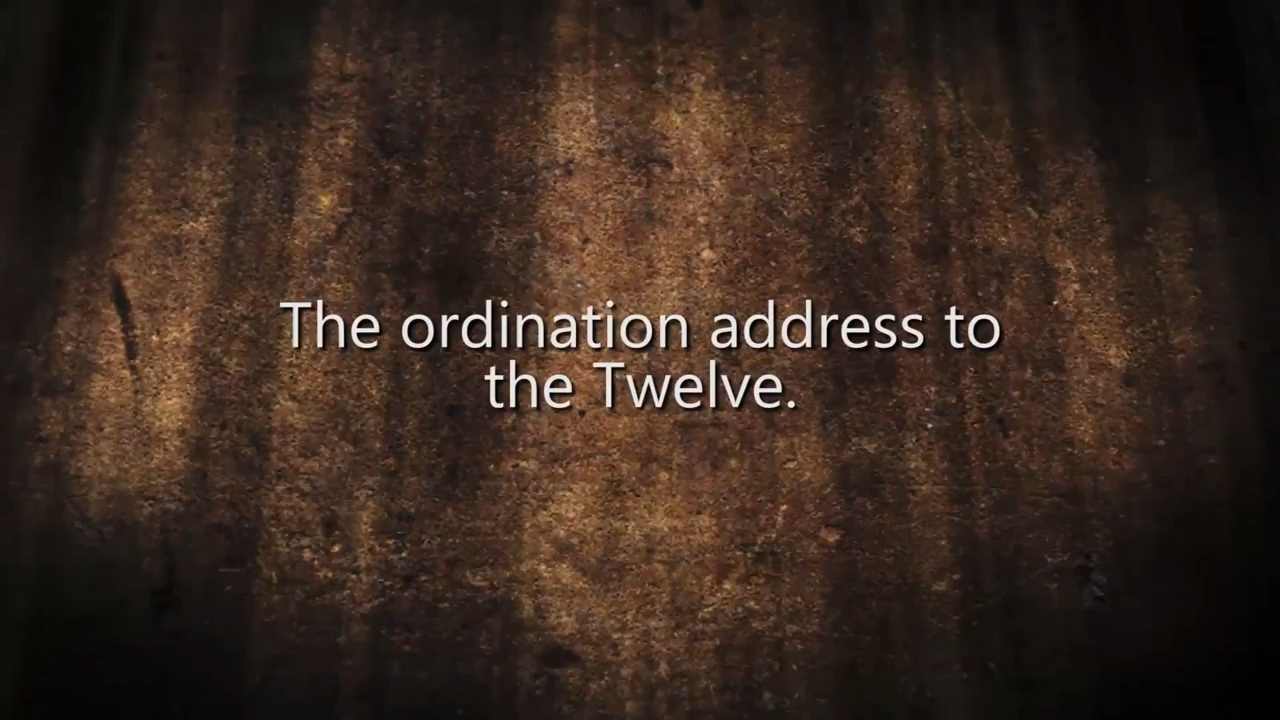 The ordination address to
the Twelve.